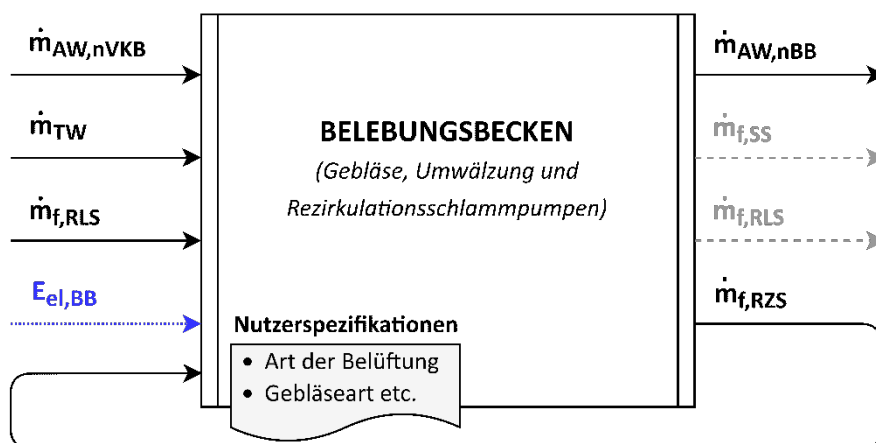 ṁAW,nVKB
ṁTW
ṁf,RLS
Eel,BB
BELEBUNGSBECKEN
(Gebläse, Umwälzung und
Rezirkulationsschlammpumpen)
Nutzerspezifikationen
• Art der Belüftung
• Gebläseart etc.
ṁAW,nBB
ṁf,SS
ṁf,RLS
ṁf,RZS